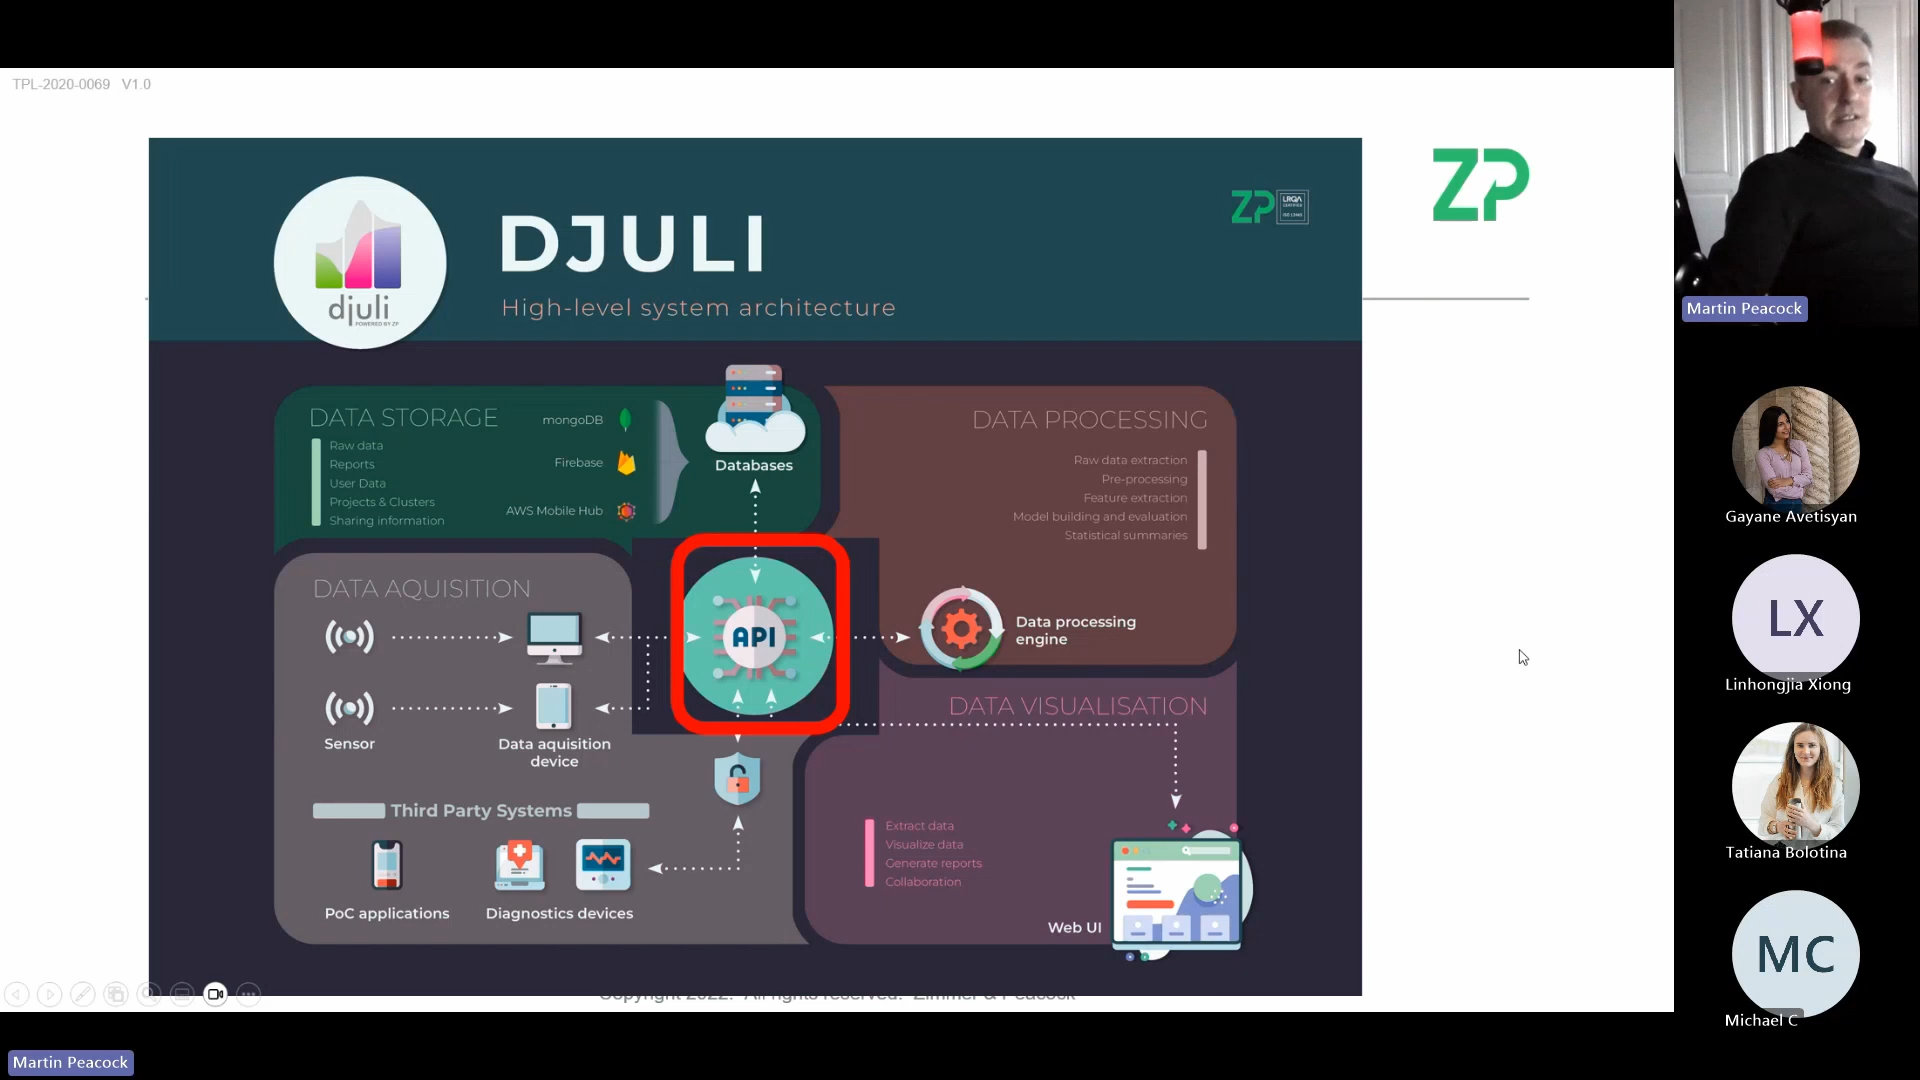 TPL-2020-0069 V1.0
ZP
LRQA
CERTIFIED
ZP
djuli
POWERED BY ZP
DJULI
High-level system architecture
DATA STORAGE
Raw data
Reports
User Data
Projects & Clusters
Sharing information
mongoDB
Firebase
AWS Mobile Hub
Databases
DATA PROCESSING
Raw data extraction
Pre-processing
Feature extraction
Model building and evaluation
Statistical summaries
DATA AQUISITION
API
Data processing
engine
Sensor
Data aquisition
device
DATA VISUALISATION
Third Party Systems
PoC applications
Diagnostics devices
Extract data
Visualize data
Generate reports
Collaboration
Web UI
Copyright 2022. All rights reserved. Zimmer & Peacock
Martin Peacock
Martin Peacock
Gayane Avetisyan
LX
Linhongjia Xiong
Tatiana Bolotina
MC
Michael C